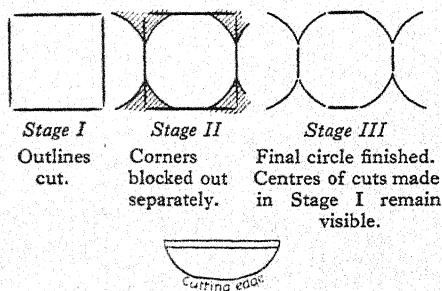 Stage I
Outlines
cut.
Stage II
Corners
blocked out
separately.
Stage III
Final circle finished.
Centres of cuts made
in Stage I remain
visible.
Cutting edge